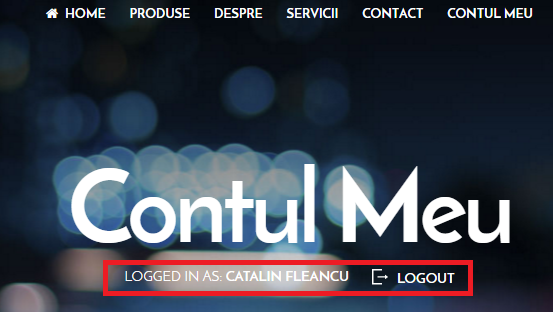 HOME PRODUSE DESPRE SERVICII CONTACT CONTUL MEU
Contul Meu
LOGGED IN AS: CATALIN FLEANCU LOGOUT